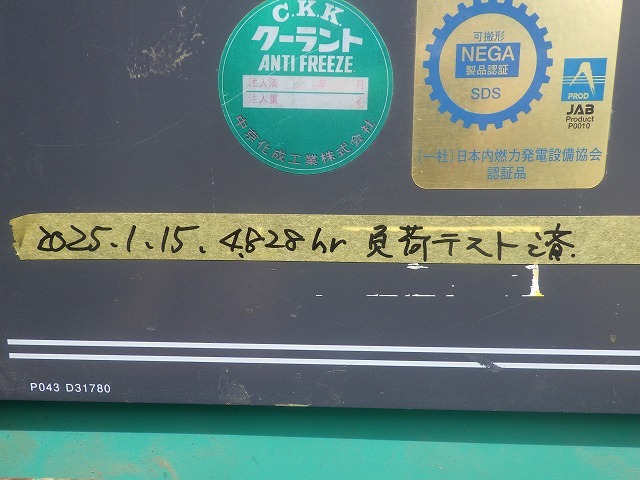 C.K.K
クーラント
ANTI FREEZE
注入済 年 月
注入量 ℓ
中京化成工業株式会社
可搬形
NEGA
製品認証
SDS
PROD
JAB
Product
P0010
(一社)日本内燃力発電設備協会
認証品
2025.1.15. 4,828hr 負荷テスト済.
P043 D31780